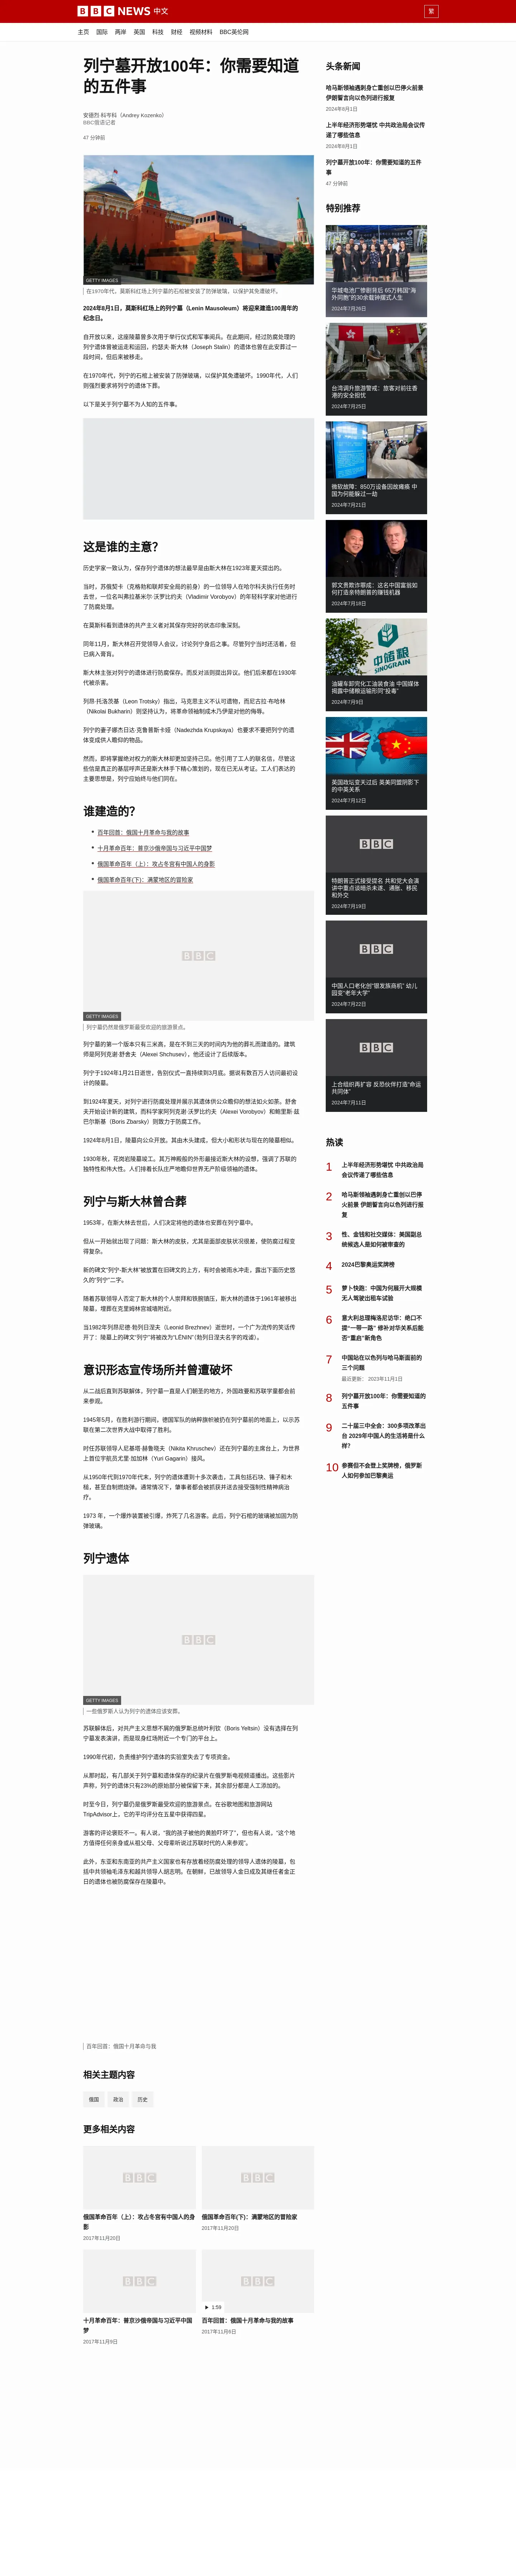 BBC NEWS 中文
繁
主页 国际 两岸 英国 科技 财经 视频材料 BBC英伦网
列宁墓开放100年：你需要知道
的五件事
安德烈·科岑科（Andrey Kozenko）
BBC俄语记者
47 分钟前
GETTY IMAGES
在1970年代，莫斯科红场上列宁墓的石棺被安装了防弹玻璃，以保护其免遭破坏。
2024年8月1日，莫斯科红场上的列宁墓（Lenin Mausoleum）将迎来建造100周年的
纪念日。
自开放以来，这座陵墓曾多次用于举行仪式和军事阅兵。在此期间，经过防腐处理的
列宁遗体曾被运走和运回，约瑟夫·斯大林（Joseph Stalin）的遗体也曾在此安葬过一
段时间，但后来被移走。
在1970年代，列宁的石棺上被安装了防弹玻璃，以保护其免遭破坏。1990年代，人们
则强烈要求将列宁的遗体下葬。
以下是关于列宁墓不为人知的五件事。
这是谁的主意？
历史学家一致认为，保存列宁遗体的想法最早是由斯大林在1923年夏天提出的。
当时，苏俄契卡（克格勃和联邦安全局的前身）的一位领导人在哈尔科夫执行任务时
去世，一位名叫弗拉基米尔·沃罗比约夫（Vladimir Vorobyov）的年轻科学家对他进行
了防腐处理。
在莫斯科看到遗体的共产主义者对其保存完好的状态印象深刻。
同年11月，斯大林召开党领导人会议，讨论列宁身后之事。尽管列宁当时还活着，但
已病入膏肓。
斯大林主张对列宁的遗体进行防腐保存。而反对派则提出异议。他们后来都在1930年
代被杀害。
列昂·托洛茨基（Leon Trotsky）指出，马克思主义不认可遗物，而尼古拉·布哈林
（Nikolai Bukharin）则坚持认为，将革命领袖制成木乃伊是对他的侮辱。
列宁的妻子娜杰日达·克鲁普斯卡娅（Nadezhda Krupskaya）也要求不要把列宁的遗
体变成供人瞻仰的物品。
然而，即将掌握绝对权力的斯大林却更加坚持己见。他引用了工人的联名信，尽管这
些信是真正的基层呼声还是斯大林手下精心策划的，现在已无从考证。工人们表达的
主要思想是，列宁应始终与他们同在。
谁建造的？
百年回首：俄国十月革命与我的故事
十月革命百年：普京沙俄帝国与习近平中国梦
俄国革命百年（上）：攻占冬宫有中国人的身影
俄国革命百年(下)：满蒙地区的冒险家
BBC
GETTY IMAGES
列宁墓仍然是俄罗斯最受欢迎的旅游景点。
列宁墓的第一个版本只有三米高，是在不到三天的时间内为他的葬礼而建造的。建筑
师是阿列克谢·舒舍夫（Alexei Shchusev），他还设计了后续版本。
列宁于1924年1月21日逝世，告别仪式一直持续到3月底。据说有数百万人访问最初设
计的陵墓。
到1924年夏天，对列宁进行防腐处理并展示其遗体供公众瞻仰的想法如火如荼。舒舍
夫开始设计新的建筑，而科学家阿列克谢·沃罗比约夫（Alexei Vorobyov）和鲍里斯·兹
巴尔斯基（Boris Zbarsky）则致力于防腐工作。
1924年8月1日，陵墓向公众开放。其由木头建成，但大小和形状与现在的陵墓相似。
1930年秋，花岗岩陵墓竣工。其万神殿般的外形最接近斯大林的设想，强调了苏联的
独特性和伟大性。人们排着长队庄严地瞻仰世界无产阶级领袖的遗体。
列宁与斯大林曾合葬
1953年，在斯大林去世后，人们决定将他的遗体也安葬在列宁墓中。
但从一开始就出现了问题：斯大林的皮肤，尤其是面部皮肤状况很差，使防腐过程变
得复杂。
新的碑文“列宁-斯大林”被放置在旧碑文的上方，有时会被雨水冲走，露出下面历史悠
久的“列宁”二字。
随着苏联领导人否定了斯大林的个人崇拜和铁腕镇压，斯大林的遗体于1961年被移出
陵墓，埋葬在克里姆林宫城墙附近。
当1982年列昂尼德·勃列日涅夫（Leonid Brezhnev）逝世时，一个广为流传的笑话传
开了：陵墓上的碑文“列宁”将被改为“LЁNIN”（勃列日涅夫名字的戏谑）。
意识形态宣传场所并曾遭破坏
从二战后直到苏联解体，列宁墓一直是人们朝圣的地方，外国政要和苏联学童都会前
来参观。
1945年5月，在胜利游行期间，德国军队的纳粹旗帜被扔在列宁墓前的地面上，以示苏
联在第二次世界大战中取得了胜利。
时任苏联领导人尼基塔·赫鲁晓夫（Nikita Khruschev）还在列宁墓的主席台上，为世界
上首位宇航员尤里·加加林（Yuri Gagarin）接风。
从1950年代到1970年代末，列宁的遗体遭到十多次袭击，工具包括石块、锤子和木
槌，甚至自制燃烧弹。通常情况下，肇事者都会被抓获并送去接受强制性精神病治
疗。
1973 年，一个爆炸装置被引爆，炸死了几名游客。此后，列宁石棺的玻璃被加固为防
弹玻璃。
列宁遗体
BBC
GETTY IMAGES
一些俄罗斯人认为列宁的遗体应该安葬。
苏联解体后，对共产主义思想不屑的俄罗斯总统叶利钦（Boris Yeltsin）没有选择在列
宁墓发表演讲，而是现身红场附近一个专门的平台上。
1990年代初，负责维护列宁遗体的实验室失去了专项资金。
从那时起，有几部关于列宁墓和遗体保存的纪录片在俄罗斯电视频道播出。这些影片
声称，列宁的遗体只有23%的原始部分被保留下来，其余部分都是人工添加的。
时至今日，列宁墓仍是俄罗斯最受欢迎的旅游景点。在谷歌地图和旅游网站
TripAdvisor上，它的平均评分在五星中获得四星。
游客的评论褒贬不一。有人说，“我的孩子被他的黄脸吓坏了”，但也有人说，“这个地
方值得任何亲身或从祖父母、父母辈听说过苏联时代的人来参观”。
此外，东亚和东南亚的共产主义国家也有存放着经防腐处理的领导人遗体的陵墓，包
括中共领袖毛泽东和越共领导人胡志明。在朝鲜，已故领导人金日成及其继任者金正
日的遗体也被防腐保存在陵墓中。
百年回首：俄国十月革命与我
相关主题内容
俄国 政治 历史
更多相关内容
BBC
俄国革命百年（上）：攻占冬宫有中国人的身
影
2017年11月20日
BBC
俄国革命百年(下)：满蒙地区的冒险家
2017年11月20日
BBC
十月革命百年：普京沙俄帝国与习近平中国
梦
2017年11月9日
BBC
1:59
百年回首：俄国十月革命与我的故事
2017年11月6日
头条新闻
哈马斯领袖遇刺身亡重创以巴停火前景
伊朗誓言向以色列进行报复
2024年8月1日
上半年经济形势堪忧 中共政治局会议传
递了哪些信息
2024年8月1日
列宁墓开放100年：你需要知道的五件
事
47 分钟前
特别推荐
华城电池厂惨剧背后 65万韩国“海
外同胞”的30余载钟摆式人生
2024年7月26日
台湾调升旅游警戒：旅客对前往香
港的安全担忧
2024年7月25日
微软故障：850万设备因故瘫痪 中
国为何能躲过一劫
2024年7月21日
郭文贵欺诈罪成：这名中国富翁如
何打造亲特朗普的赚钱机器
2024年7月18日
中储粮
SINOGRAIN
油罐车卸完化工油装食油 中国媒体
揭露中储粮运输形同“投毒”
2024年7月9日
英国政坛变天过后 英美同盟阴影下
的中英关系
2024年7月12日
BBC
特朗普正式接受提名 共和党大会演
讲中重点谈暗杀未遂、通胀、移民
和外交
2024年7月19日
BBC
中国人口老化创“银发族商机” 幼儿
园变“老年大学”
2024年7月22日
BBC
上合组织再扩容 反恐伙伴打造“命运
共同体”
2024年7月11日
热读
1 上半年经济形势堪忧 中共政治局
会议传递了哪些信息
2 哈马斯领袖遇刺身亡重创以巴停
火前景 伊朗誓言向以色列进行报
复
3 性、金钱和社交媒体：美国副总
统候选人是如何被审查的
4 2024巴黎奥运奖牌榜
5 萝卜快跑：中国为何展开大规模
无人驾驶出租车试验
6 意大利总理梅洛尼访华：绝口不
提“一带一路” 修补对华关系后能
否“重启”新角色
7 中国站在以色列与哈马斯面前的
三个问题
最近更新： 2023年11月1日
8 列宁墓开放100年：你需要知道的
五件事
9 二十届三中全会：300多项改革出
台 2029年中国人的生活将是什么
样？
10 参赛但不会登上奖牌榜，俄罗斯
人如何参加巴黎奥运